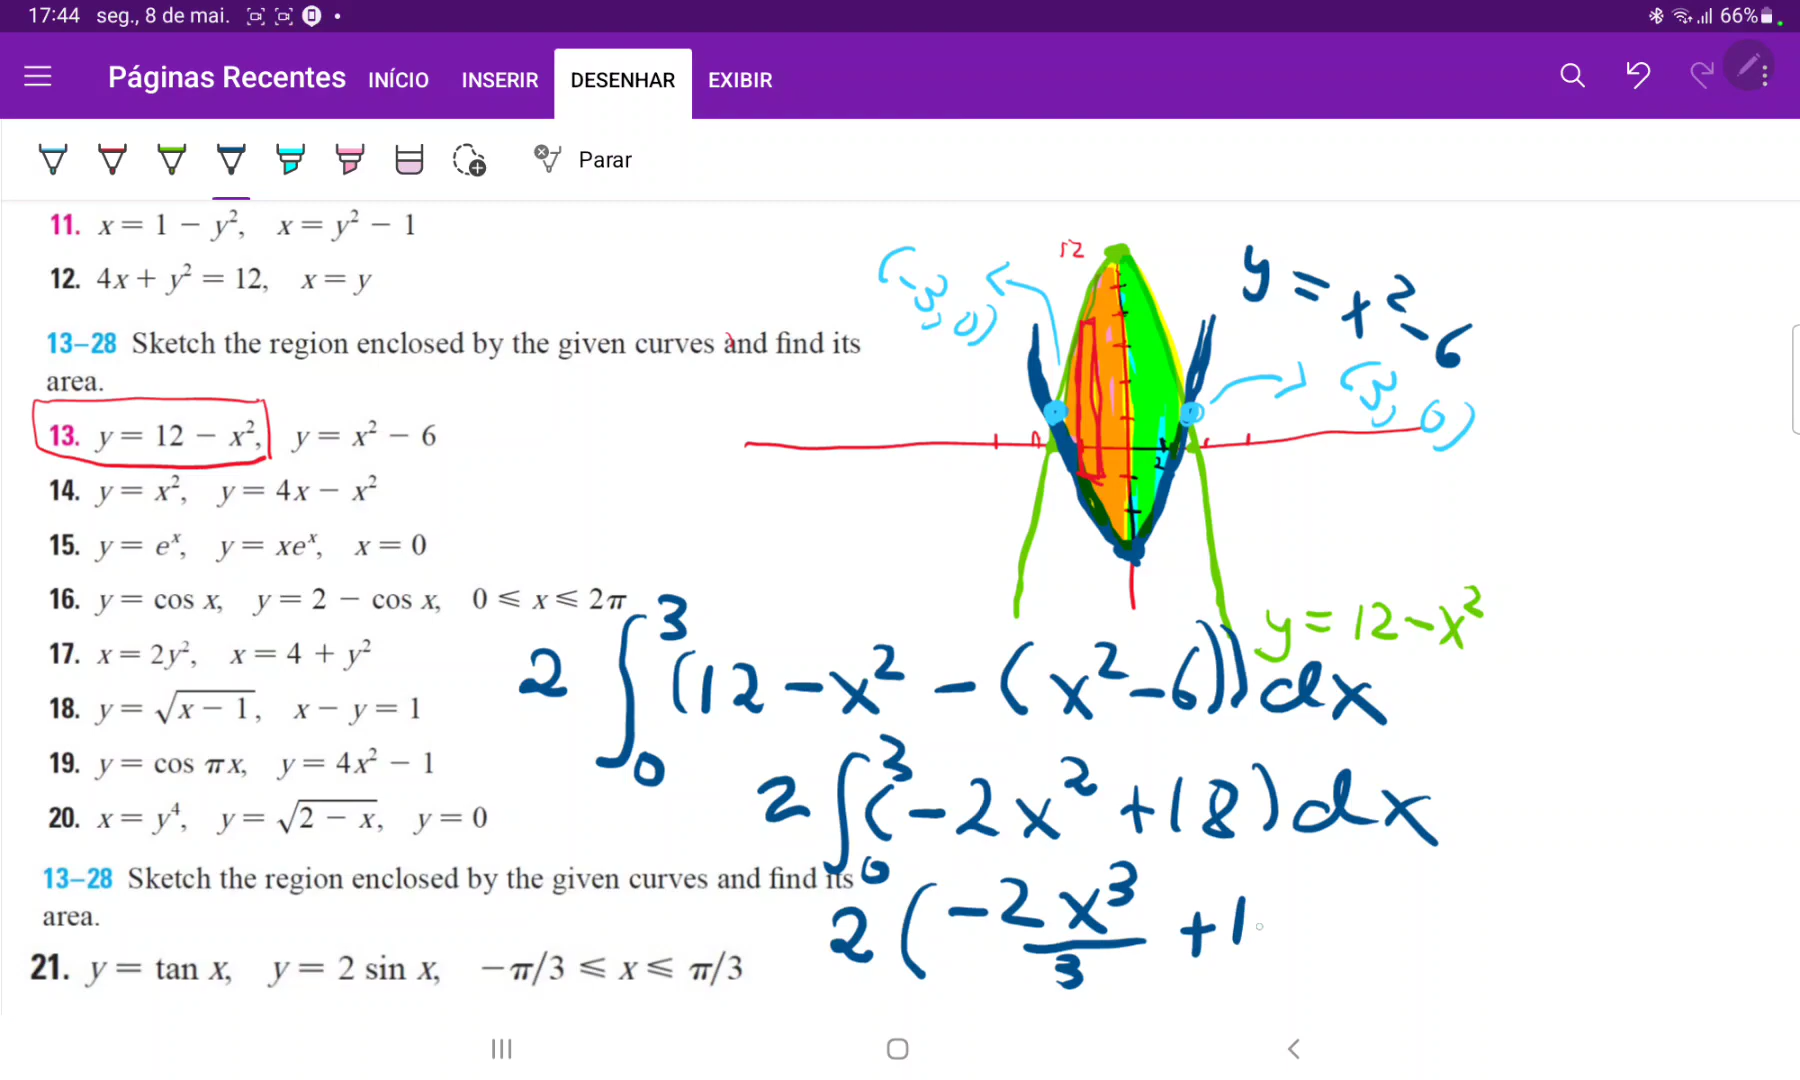 17:44 seg., 8 de mai.
66%
Páginas Recentes INÍCIO INSERIR DESENHAR EXIBIR
Parar
11. x = 1 − y², x = y² − 1
12. 4x + y² = 12, x = y
13–28 Sketch the region enclosed by the given curves and find its
area.
13. y = 12 − x², y = x² − 6
14. y = x², y = 4x − x²
15. y = eˣ, y = xeˣ, x = 0
16. y = cos x, y = 2 − cos x, 0 ⩽ x ⩽ 2π
17. x = 2y², x = 4 + y²
18. y = √(x − 1), x − y = 1
19. y = cos πx, y = 4x² − 1
20. x = y⁴, y = √(2 − x), y = 0
13–28 Sketch the region enclosed by the given curves and find its
area.
21. y = tan x, y = 2 sin x, −π/3 ⩽ x ⩽ π/3
12
(-3, 0)
y = x² - 6
(3, 0)
2
y = 12 - x²
2 ∫₀³ (12 - x² - (x² - 6)) dx
2 ∫₀³ (-2x² + 18) dx
2 ( -2x³/3 + 1